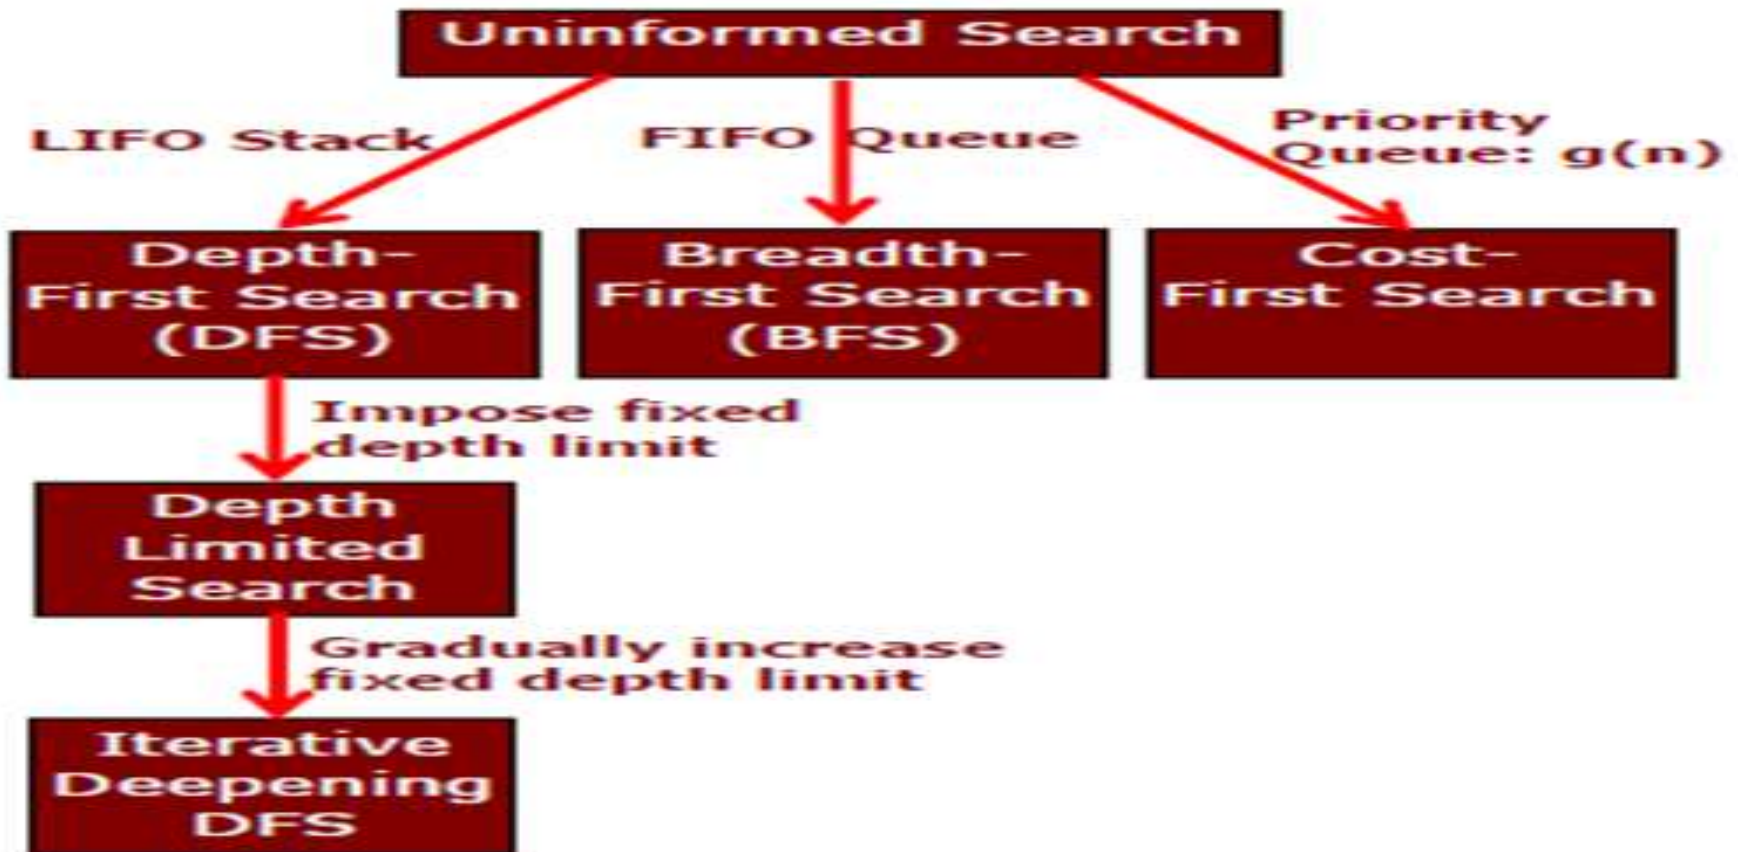 Uninformed Search
LIFO Stack
FIFO Queue
Priority
Queue: g(n)
Depth-
First Search
(DFS)
Breadth-
First Search
(BFS)
Cost-
First Search
Impose fixed
depth limit
Depth
Limited
Search
Gradually increase
fixed depth limit
Iterative
Deepening
DFS